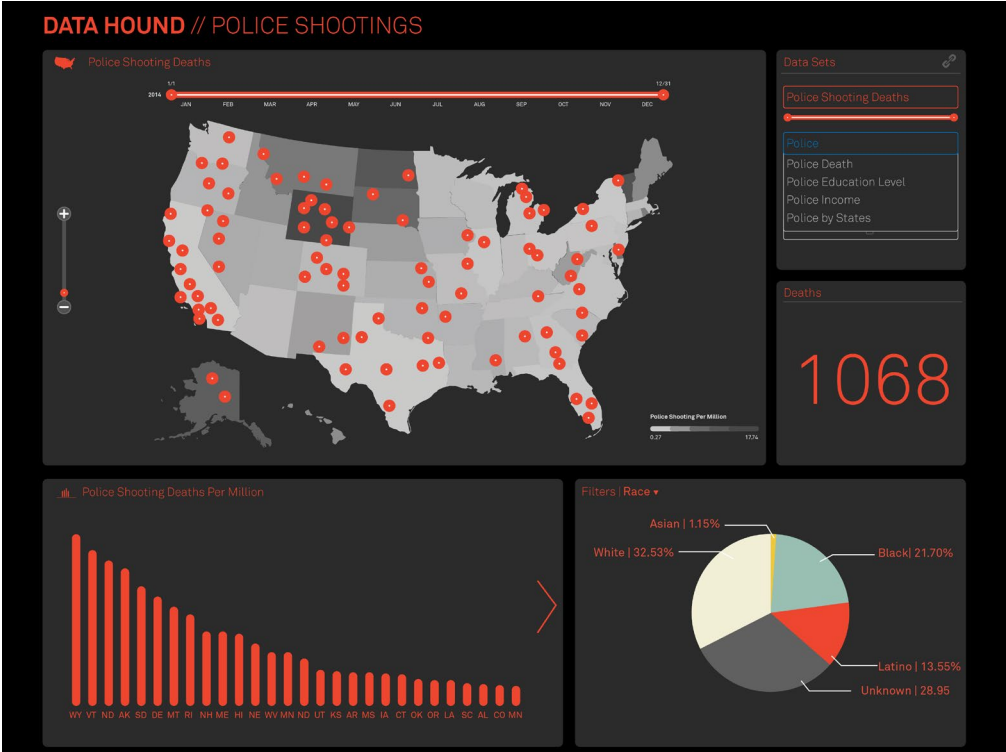 DATA HOUND // POLICE SHOOTINGS
Police Shooting Deaths
1/1
12/31
2014
JAN FEB MAR APR MAY JUN JUL AUG SEP OCT NOV DEC
+
−
Police Shooting Per Million
0.27 17.74
Data Sets
Police Shooting Deaths
Police
Police Death
Police Education Level
Police Income
Police by States
Deaths
1068
Police Shooting Deaths Per Million
WY VT ND AK SD DE MT RI NH ME HI NE WV MN ND UT KS AR MS IA CT OK OR LA SC AL CO MN
Filters | Race ▾
Asian | 1.15%
White | 32.53%
Black| 21.70%
Latino | 13.55%
Unknown | 28.95